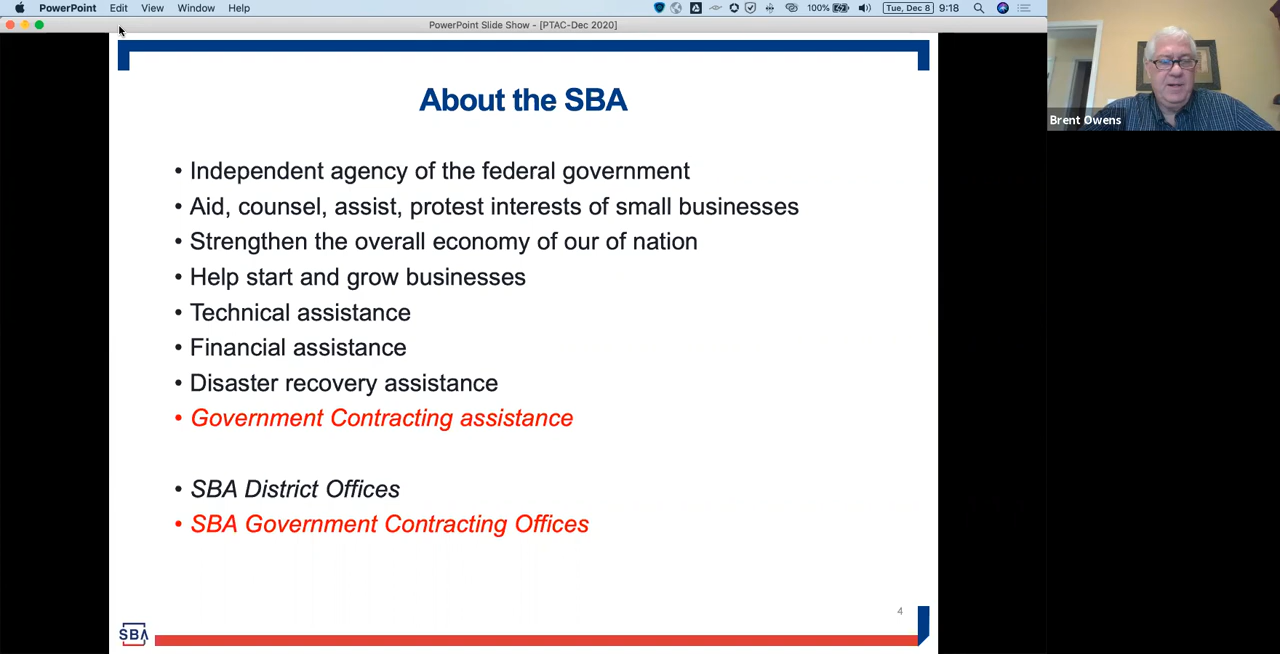 PowerPoint Edit View Window Help 100% Tue, Dec 8 9:18
PowerPoint Slide Show - [PTAC-Dec 2020]
Brent Owens
About the SBA
• Independent agency of the federal government
• Aid, counsel, assist, protest interests of small businesses
• Strengthen the overall economy of our of nation
• Help start and grow businesses
• Technical assistance
• Financial assistance
• Disaster recovery assistance
• Government Contracting assistance
• SBA District Offices
• SBA Government Contracting Offices
4
SBA